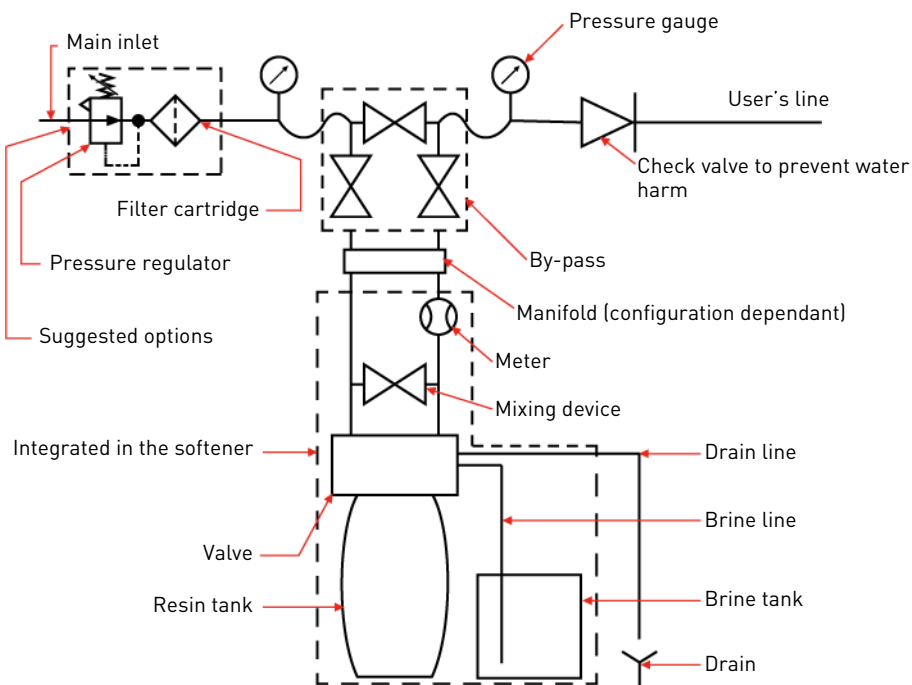 Pressure gauge
Main inlet
User's line
Check valve to prevent water
harm
Filter cartridge
By-pass
Pressure regulator
Manifold (configuration dependant)
Suggested options
Meter
Mixing device
Integrated in the softener
Drain line
Brine line
Valve
Resin tank
Brine tank
Drain